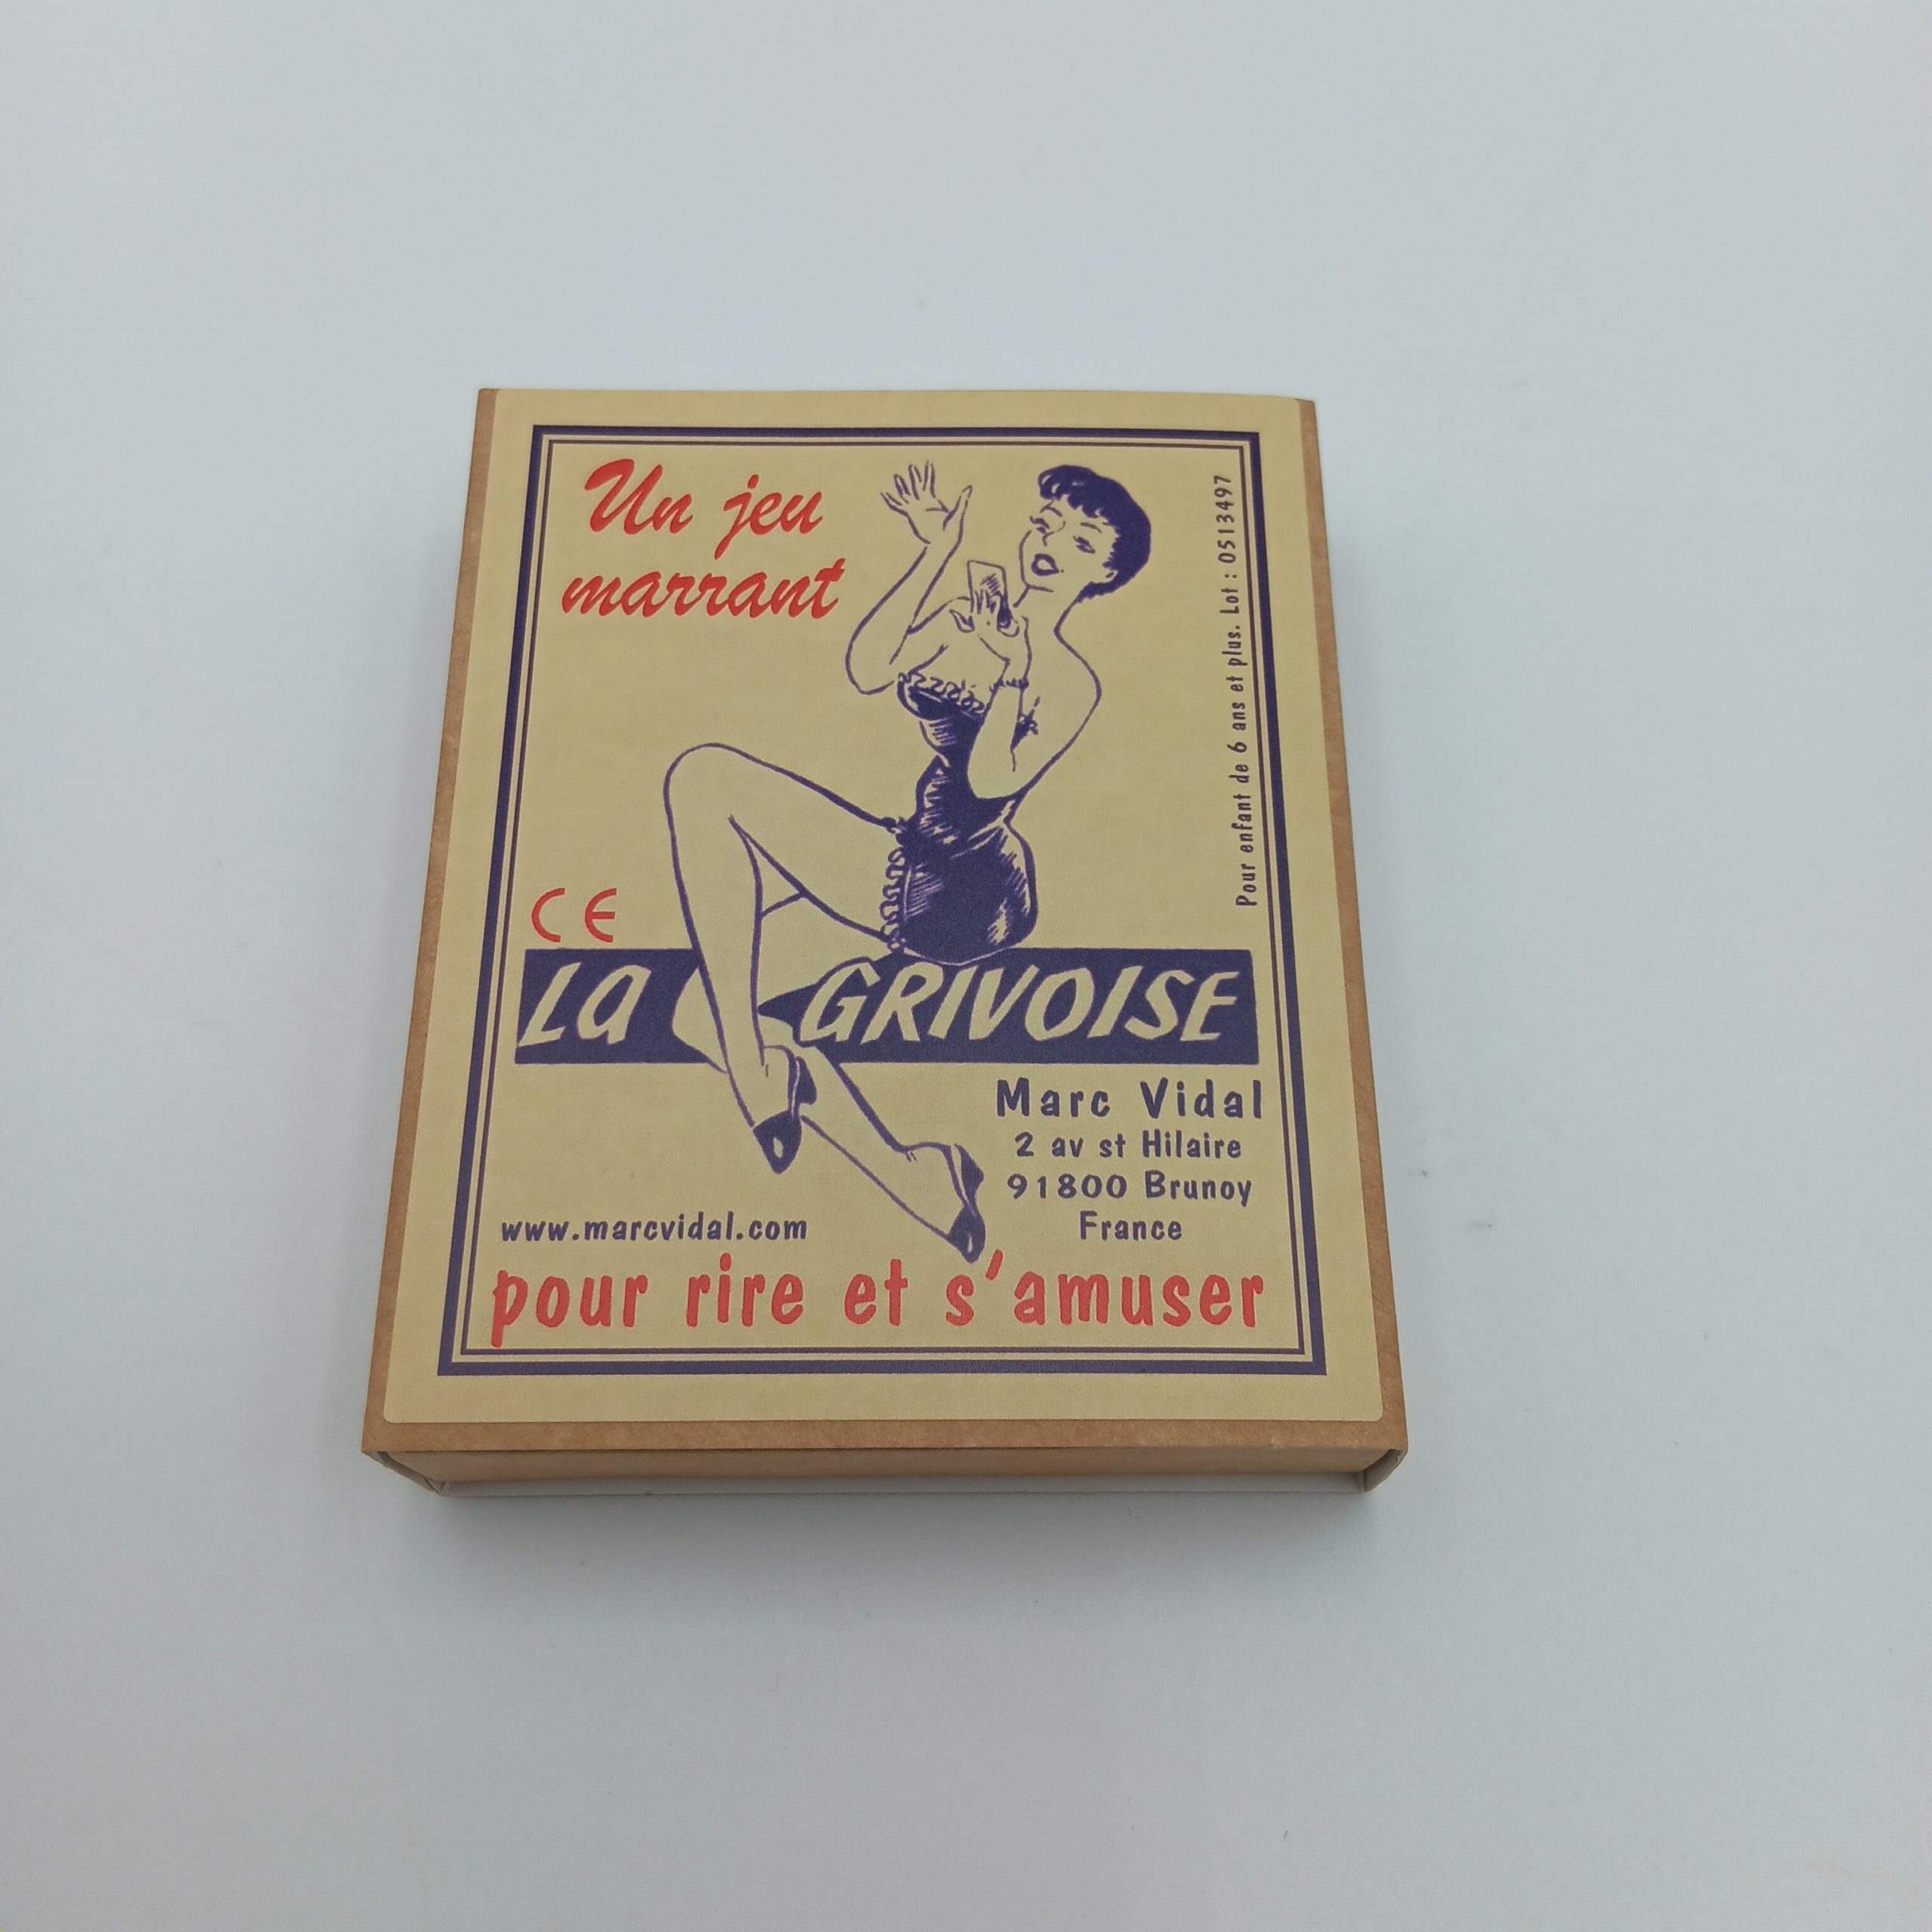 Un jeu
marrant
Pour enfant de 6 ans et plus. Lot : 0513497
CE
La GRIVOISE
Marc Vidal
2 av st Hilaire
91800 Brunoy
France
www.marcvidal.com
pour rire et s'amuser